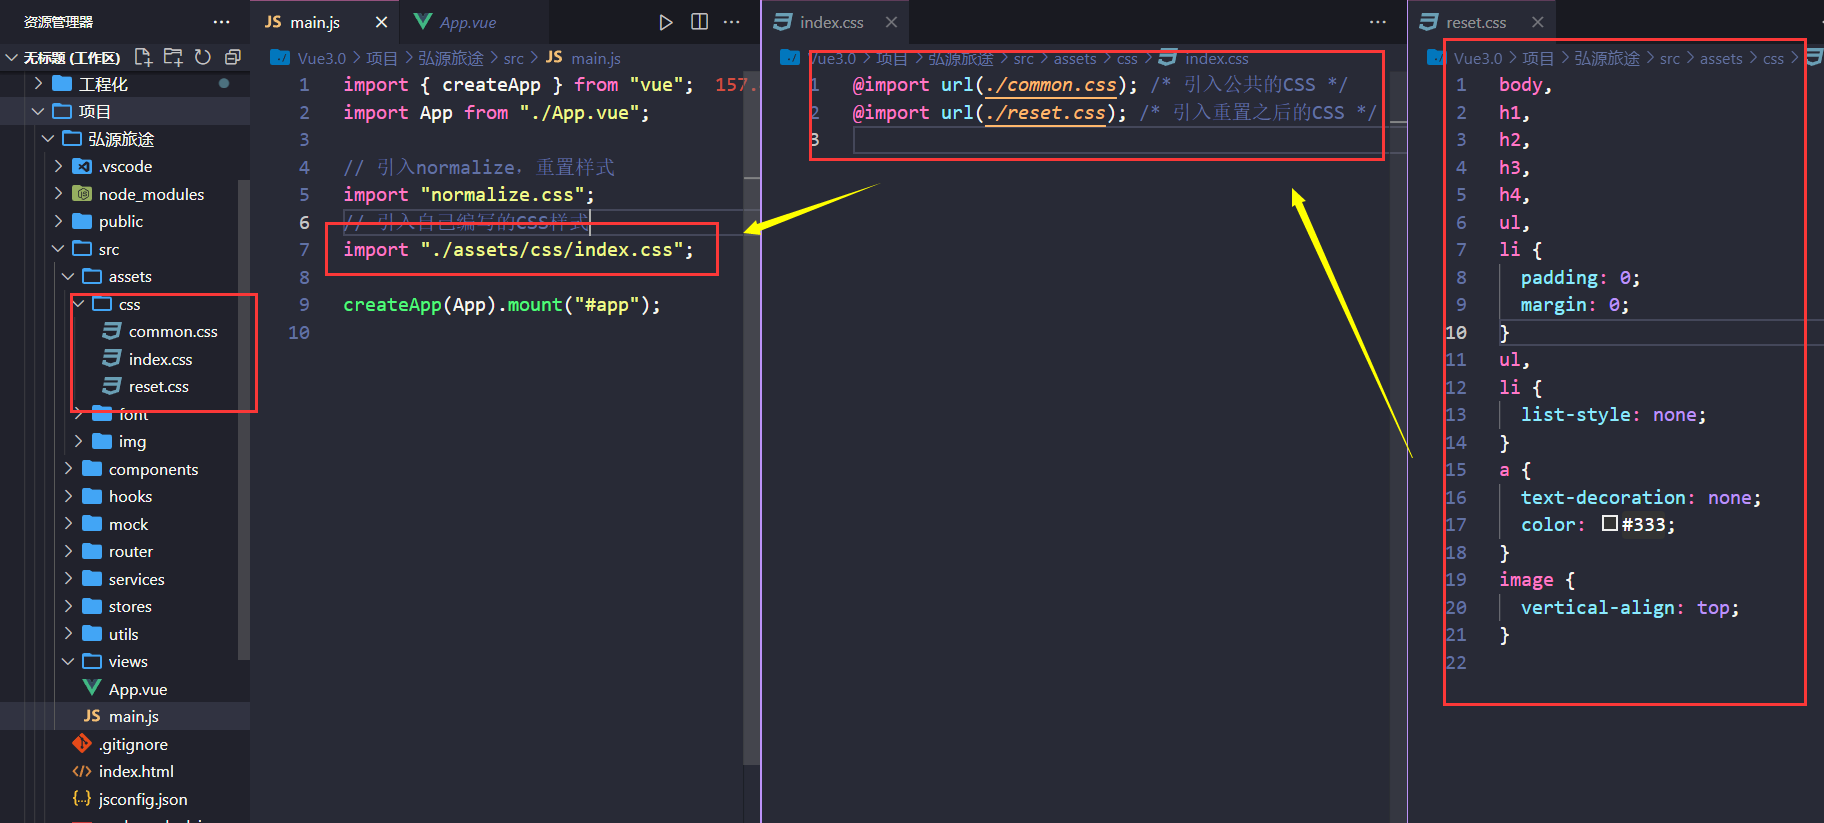 资源管理器
无标题 (工作区)
工程化
项目
弘源旅途
.vscode
node_modules
public
src
assets
css
common.css
index.css
reset.css
font
img
components
hooks
mock
router
services
stores
utils
views
App.vue
main.js
.gitignore
index.html
jsconfig.json
JS main.js
App.vue
Vue3.0 > 项目 > 弘源旅途 > src > JS main.js
1 import { createApp } from "vue"; 157.
2 import App from "./App.vue";
3
4 // 引入normalize，重置样式
5 import "normalize.css";
6 // 引入自己编写的CSS样式
7 import "./assets/css/index.css";
8
9 createApp(App).mount("#app");
10
index.css
Vue3.0 > 项目 > 弘源旅途 > src > assets > css > index.css
1 @import url(./common.css); /* 引入公共的CSS */
2 @import url(./reset.css); /* 引入重置之后的CSS */
3
reset.css
Vue3.0 > 项目 > 弘源旅途 > src > assets > css >
1 body,
2 h1,
3 h2,
4 h3,
5 h4,
6 ul,
7 li {
8 padding: 0;
9 margin: 0;
10 }
11 ul,
12 li {
13 list-style: none;
14 }
15 a {
16 text-decoration: none;
17 color: #333;
18 }
19 image {
20 vertical-align: top;
21 }
22